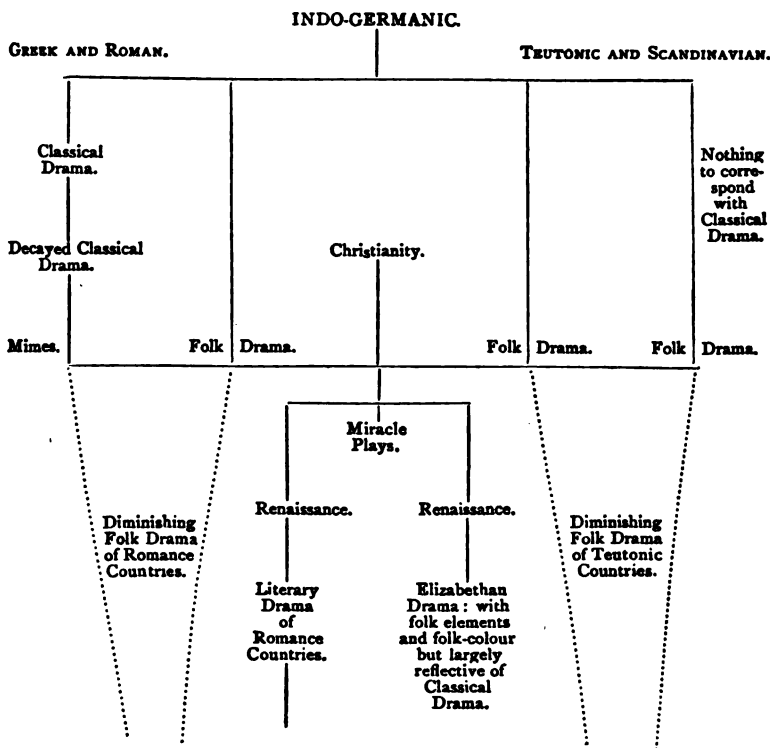 INDO-GERMANIC.
GREEK AND ROMAN.
TEUTONIC AND SCANDINAVIAN.
Classical
Drama.
Nothing
to corre-
spond
with
Classical
Drama.
Decayed Classical
Drama.
Christianity.
Mimes.
Folk Drama.
Folk Drama.
Folk Drama.
Miracle
Plays.
Renaissance.
Renaissance.
Diminishing
Folk Drama
of Romance
Countries.
Diminishing
Folk Drama
of Teutonic
Countries.
Literary
Drama
of
Romance
Countries.
Elizabethan
Drama: with
folk elements
and folk-colour
but largely
reflective of
Classical
Drama.